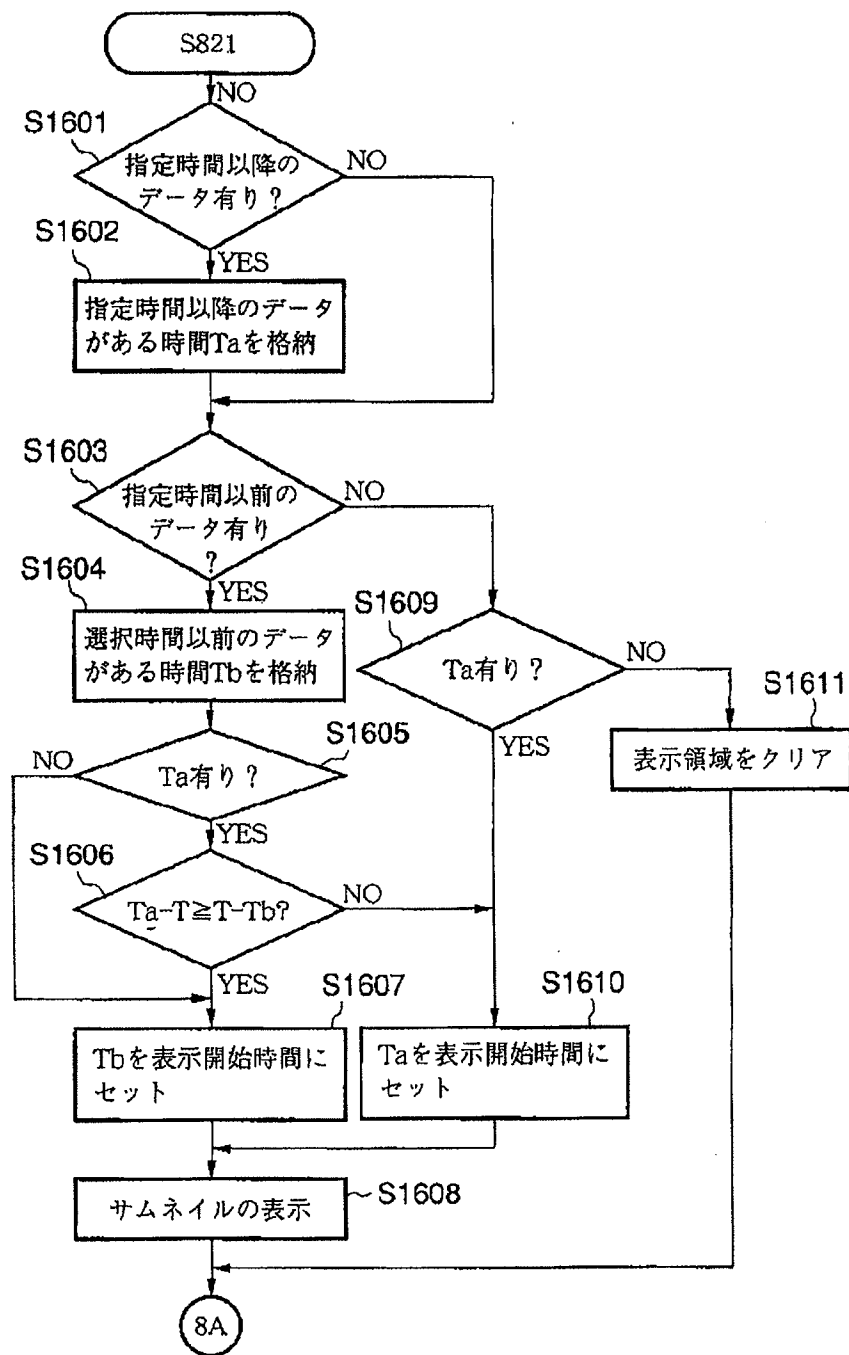 S821
NO
S1601
指定時間以降の
データ有り?
NO
S1602
YES
指定時間以降のデータ
がある時間Taを格納
S1603
指定時間以前の
データ有り
?
NO
S1604
YES
選択時間以前のデータ
がある時間Tbを格納
S1609
Ta有り?
NO
S1611
表示領域をクリア
YES
S1605
Ta有り?
NO
YES
S1606
Ta-T≧T-Tb?
NO
YES
S1607
Tbを表示開始時間に
セット
S1610
Taを表示開始時間に
セット
サムネイルの表示
S1608
8A